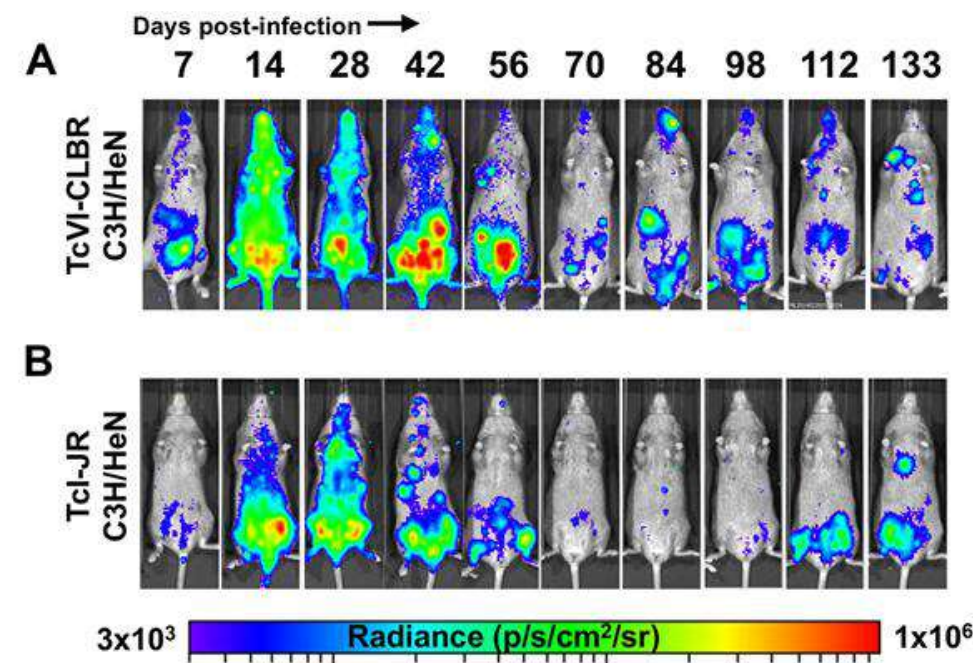 Days post-infection
A 7 14 28 42 56 70 84 98 112 133
TcVI-CLBR
C3H/HeN
B
TcI-JR
C3H/HeN
3x10³ Radiance (p/s/cm²/sr) 1x10⁶